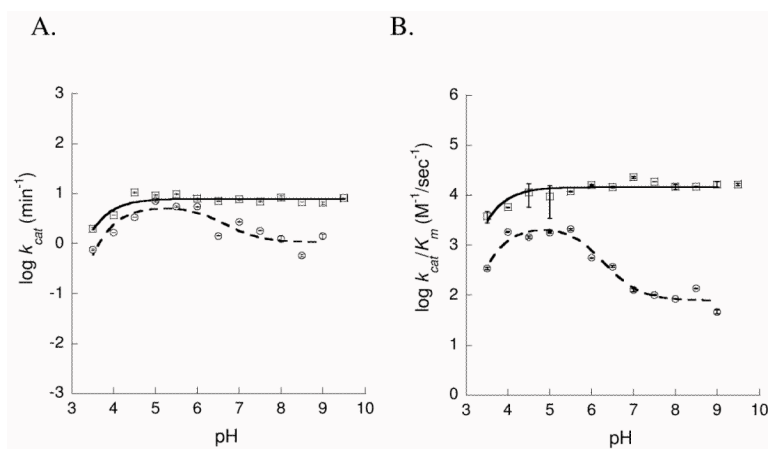 A.
B.
3
2
1
0
-1
-2
-3
log kcat (min⁻¹)
3 4 5 6 7 8 9 10
pH
6
5
4
3
2
1
0
log kcat/Km (M⁻¹/sec⁻¹)
3 4 5 6 7 8 9 10
pH